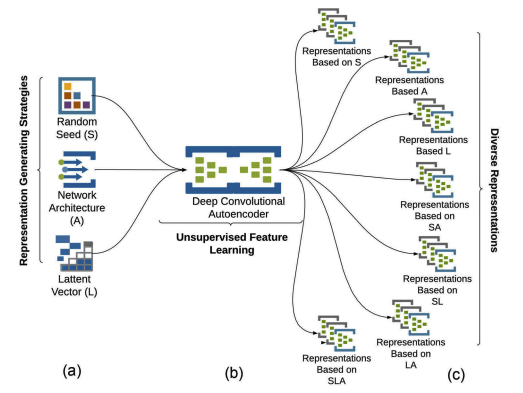 Representation Generating Strategies
Random
Seed (S)
Network
Architecture (A)
Lattent
Vector (L)
(a)
Deep Convolutional
Autoencoder
Unsupervised Feature
Learning
(b)
Representations
Based on S
Representations
Based A
Representations
Based L
Representations
Based on
SA
Representations
Based on
SL
Representations
Based on
LA
Representations
Based on
SLA
(c)
Diverse Representations